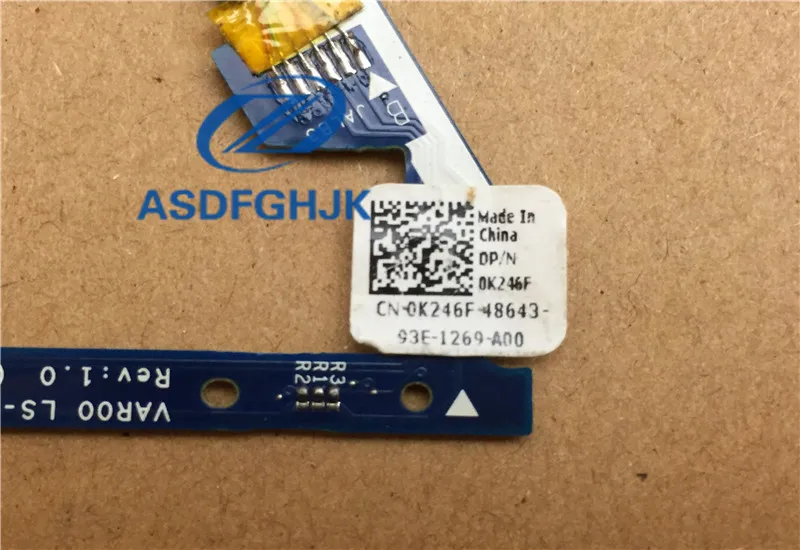 ASDFGHJK
Made In
China
DP/N
0K246F
CN-0K246F-48643-
93E-1269-A00
B
R3
R1
R2
Rev:1.0
VAR00 LS-